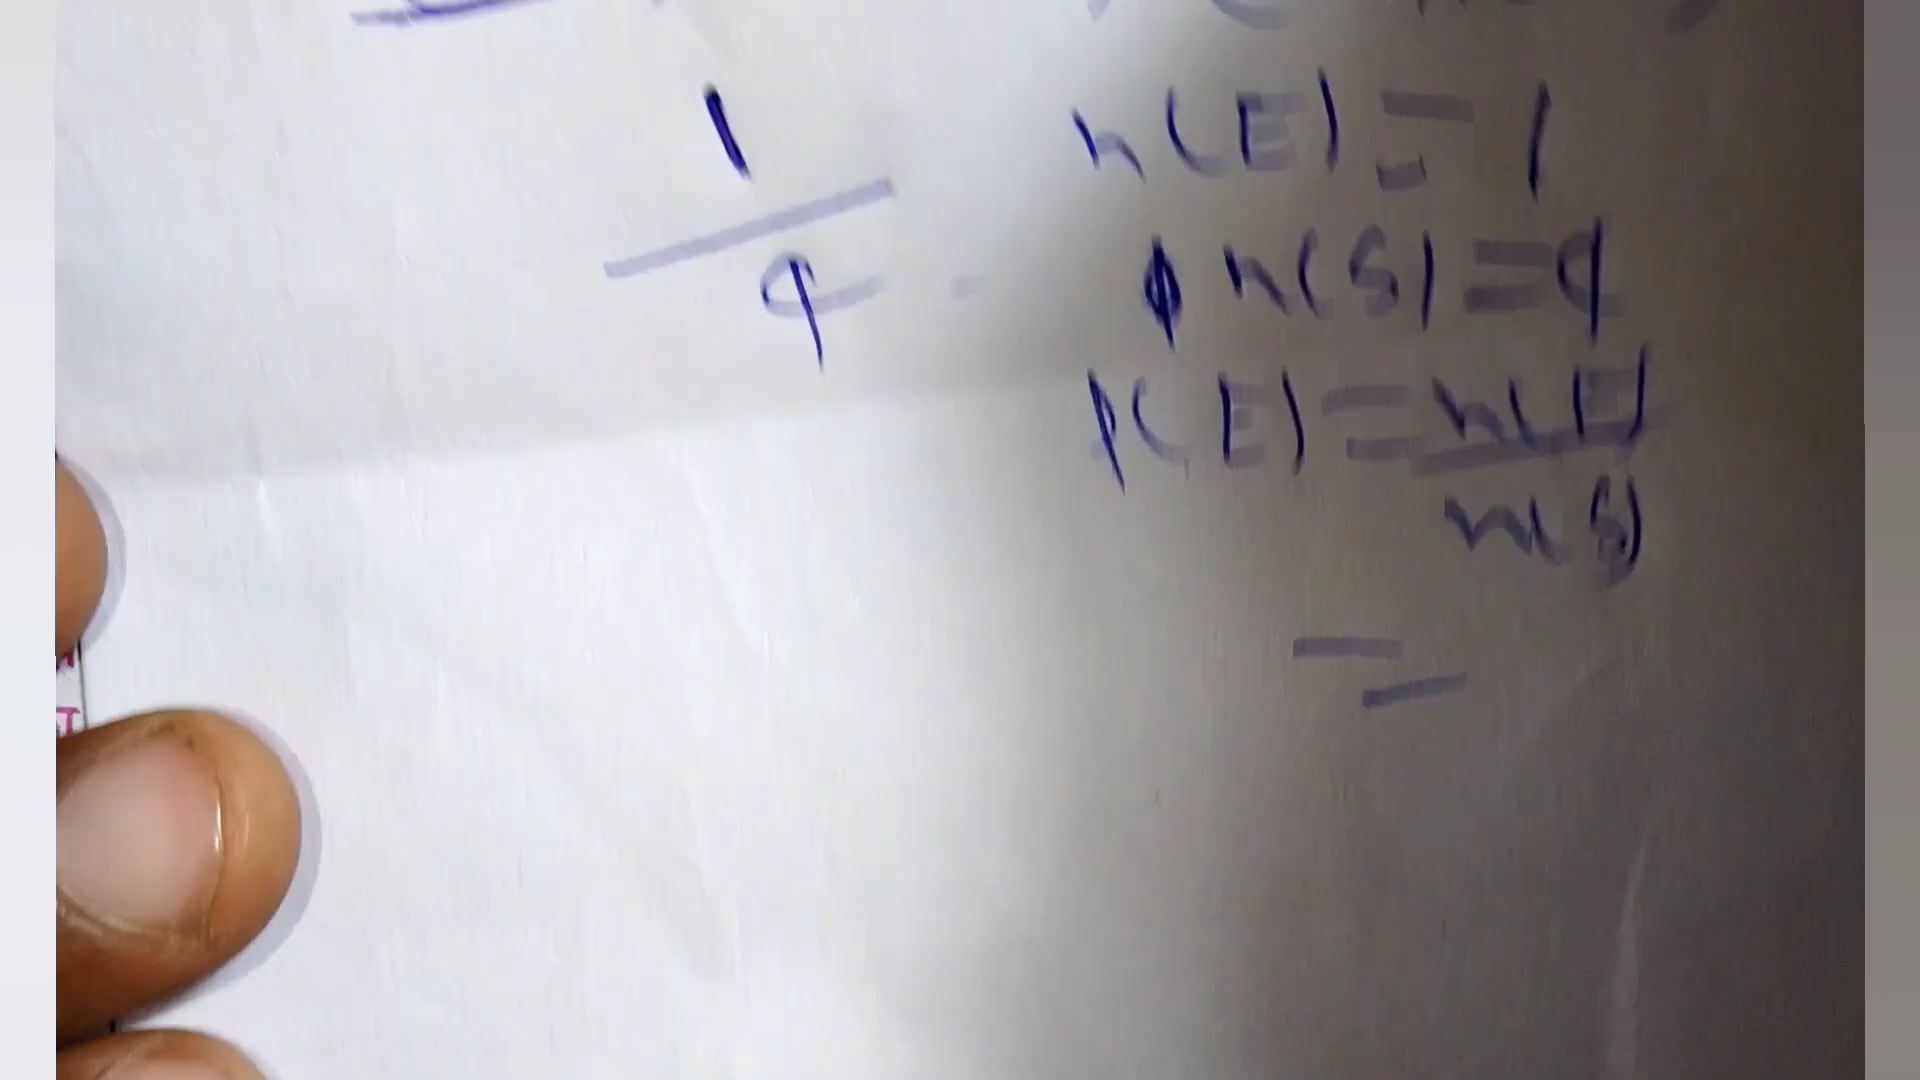 1
4
n(E) = 1
n(S) = 4
P(E) = n(E)
n(S)
=